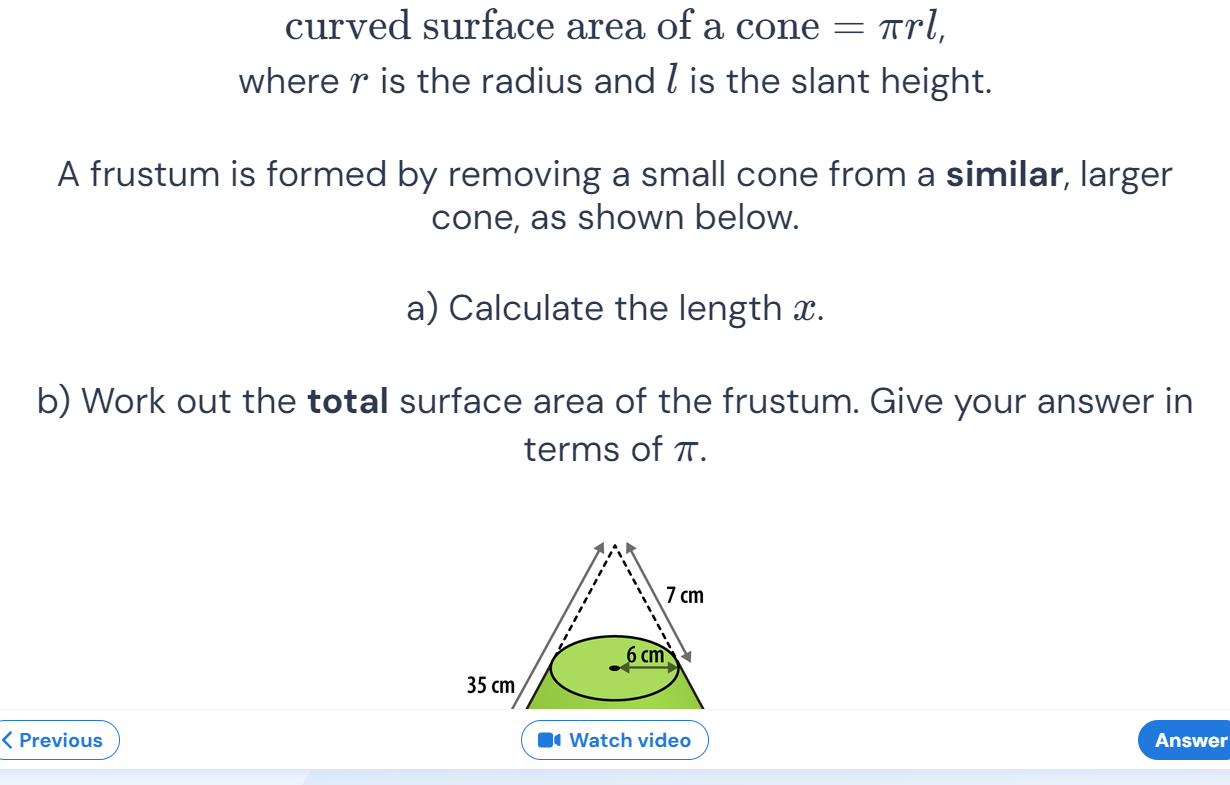 curved surface area of a cone = πrl,
where r is the radius and l is the slant height.
A frustum is formed by removing a small cone from a similar, larger
cone, as shown below.
a) Calculate the length x.
b) Work out the total surface area of the frustum. Give your answer in
terms of π.
7 cm
6 cm
35 cm
Previous
Watch video
Answer